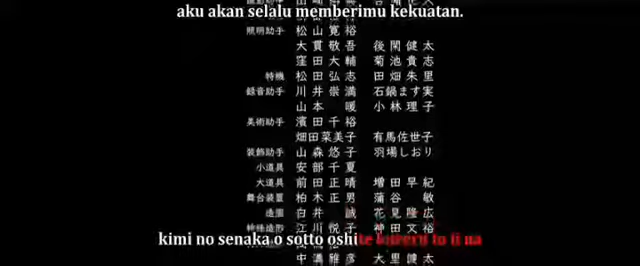 aku akan selalu memberimu kekuatan.
照明助手 松山寛裕
大貫敬吾 後閑健太
窪田大輔 菊池貴志
特機 松田弘志 田畑朱里
録音助手 川井崇満 石鍋ます実
山本 暖 小林理子
美術助手 濱田千裕
畑田菜美子 有馬佐世子
装飾助手 山森悠子 羽場しおり
小道具 安部千夏
大道具 前田正晴 増田早紀
舞台装置 柏木正男 蒲谷 敏
造園 白井 誠 花見隆広
特殊造形 江川悦子 神田文裕
kimi no senaka o sotto oshite kureru to ii na
中溝雅彦 大里健太